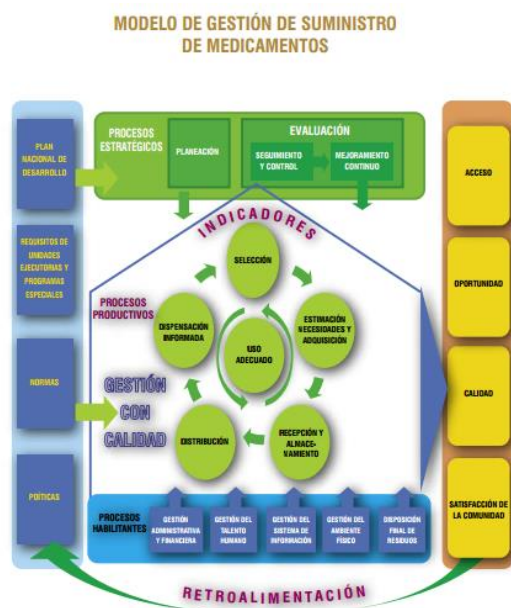 MODELO DE GESTIÓN DE SUMINISTRO
DE MEDICAMENTOS
PLAN
NACIONAL DE
DESARROLLO
REQUISITOS DE
UNIDADES
EJECUTORIAS Y
PROGRAMAS
ESPECIALES
NORMAS
POÍTICAS
PROCESOS
ESTRATÉGICOS
PLANEACIÓN
EVALUACIÓN
SEGUIMIENTO
Y CONTROL
MEJORAMIENTO
CONTINUO
INDICADORES
PROCESOS
PRODUCTIVOS
SELECCIÓN
ESTIMACIÓN
NECESIDADES Y
ADQUISICIÓN
RECEPCIÓN Y
ALMACE-
NAMIENTO
DISTRIBUCIÓN
DISPENSACIÓN
INFORMADA
USO
ADECUADO
GESTIÓN
CON
CALIDAD
PROCESOS
HABILITANTES
GESTIÓN
ADMINISTRATIVA
Y FINANCIERA
GESTIÓN DEL
TALENTO
HUMANO
GESTIÓN DEL
SISTEMA DE
INFORMACIÓN
GESTIÓN DEL
AMBIENTE
FÍSICO
DISPOSICIÓN
FINAL DE
RESIDUOS
ACCESO
OPORTUNIDAD
CALIDAD
SATISFACCIÓN DE
LA COMUNIDAD
RETROALIMENTACIÓN